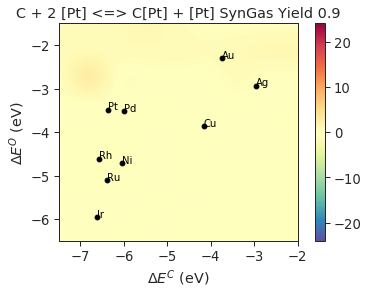 C + 2 [Pt] <=> C[Pt] + [Pt] SynGas Yield 0.9
−2
−3
−4
−5
−6
ΔE^O (eV)
Au
Ag
Pt
Pd
Cu
Rh
Ni
Ru
Ir
−7
−6
−5
−4
−3
−2
ΔE^C (eV)
20
10
0
−10
−20